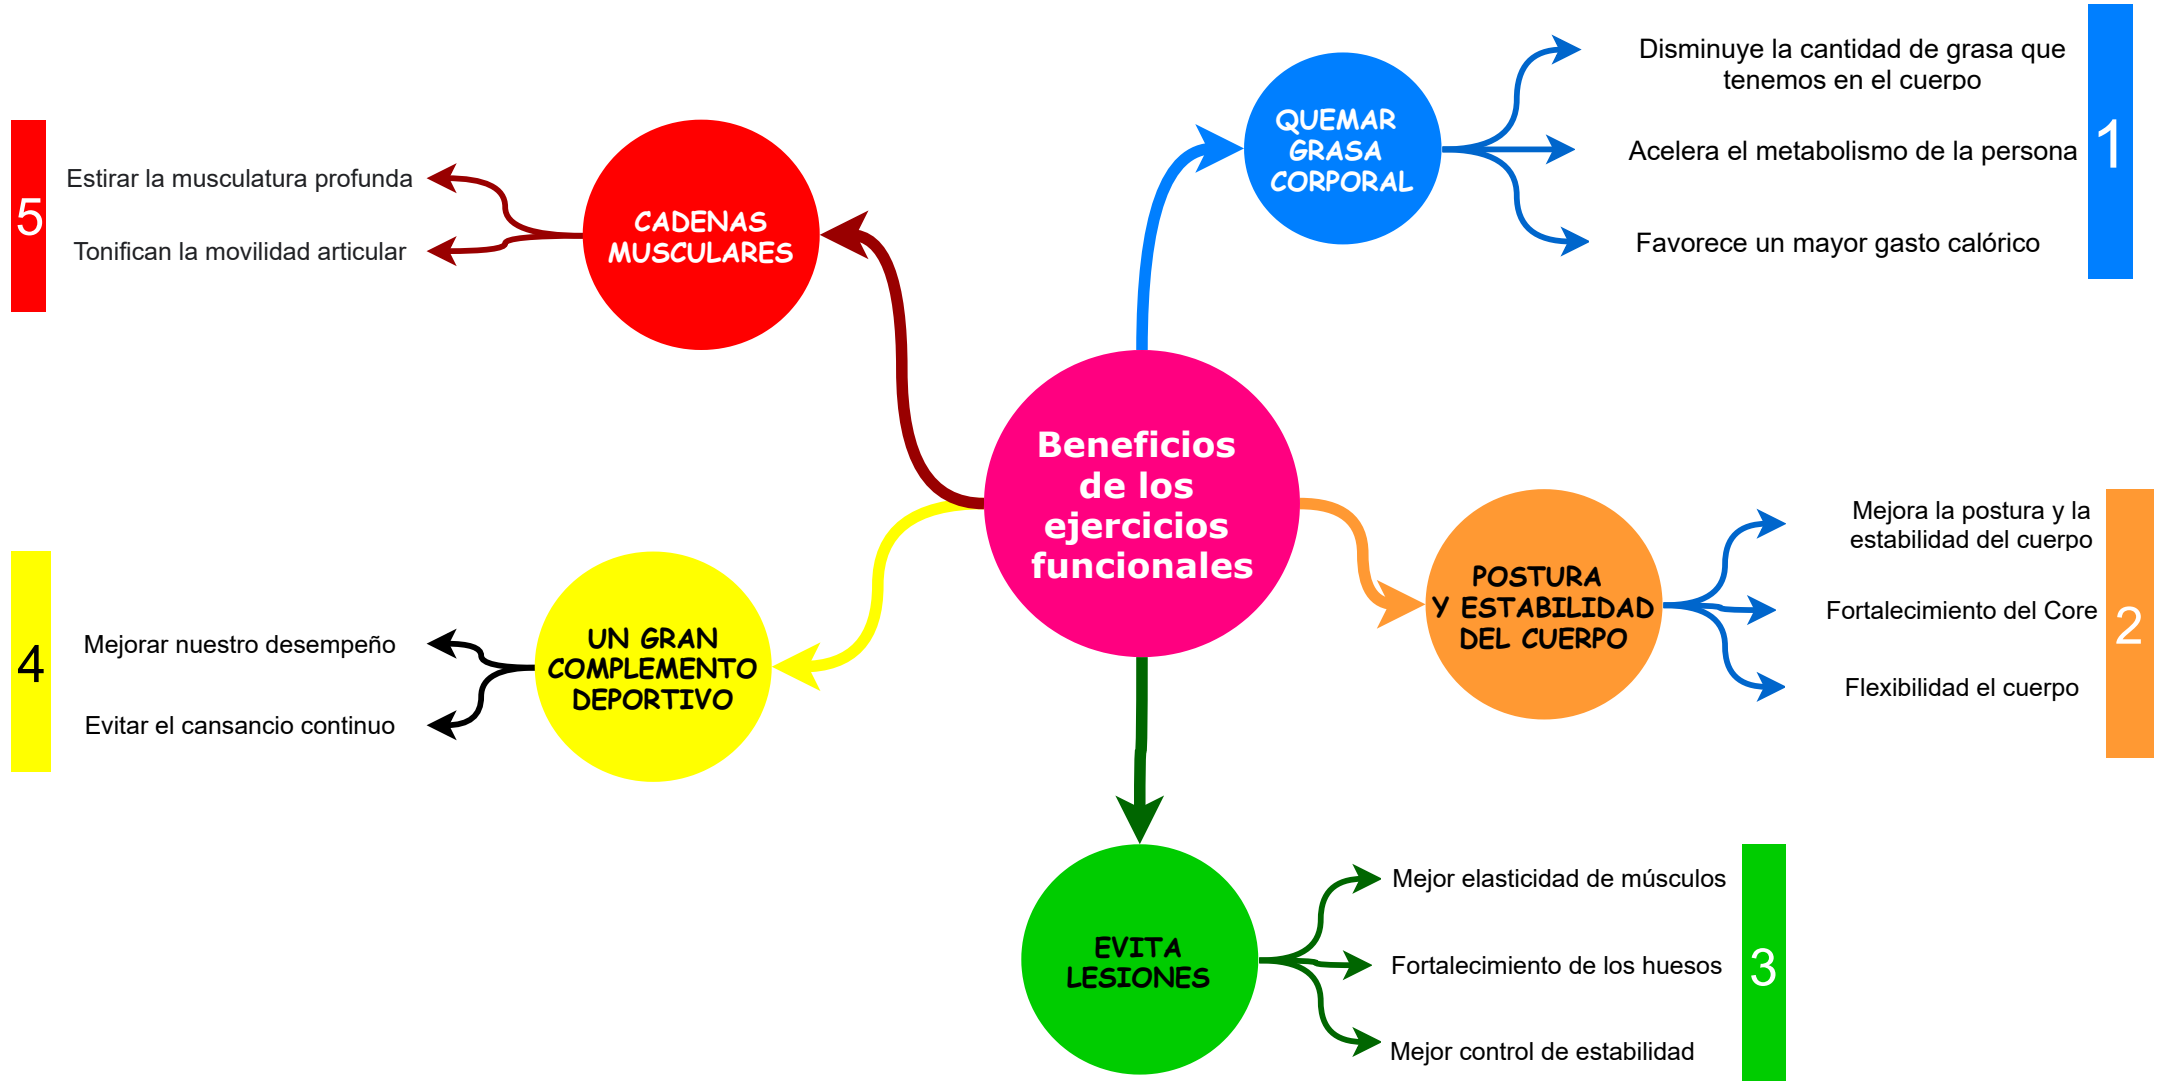 Beneficios
de los
ejercicios
funcionales
QUEMAR
GRASA
CORPORAL
Disminuye la cantidad de grasa que
tenemos en el cuerpo
Acelera el metabolismo de la persona
Favorece un mayor gasto calórico
1
POSTURA
Y ESTABILIDAD
DEL CUERPO
Mejora la postura y la
estabilidad del cuerpo
Fortalecimiento del Core
Flexibilidad el cuerpo
2
EVITA
LESIONES
Mejor elasticidad de músculos
Fortalecimiento de los huesos
Mejor control de estabilidad
3
UN GRAN
COMPLEMENTO
DEPORTIVO
Mejorar nuestro desempeño
Evitar el cansancio continuo
4
CADENAS
MUSCULARES
Estirar la musculatura profunda
Tonifican la movilidad articular
5